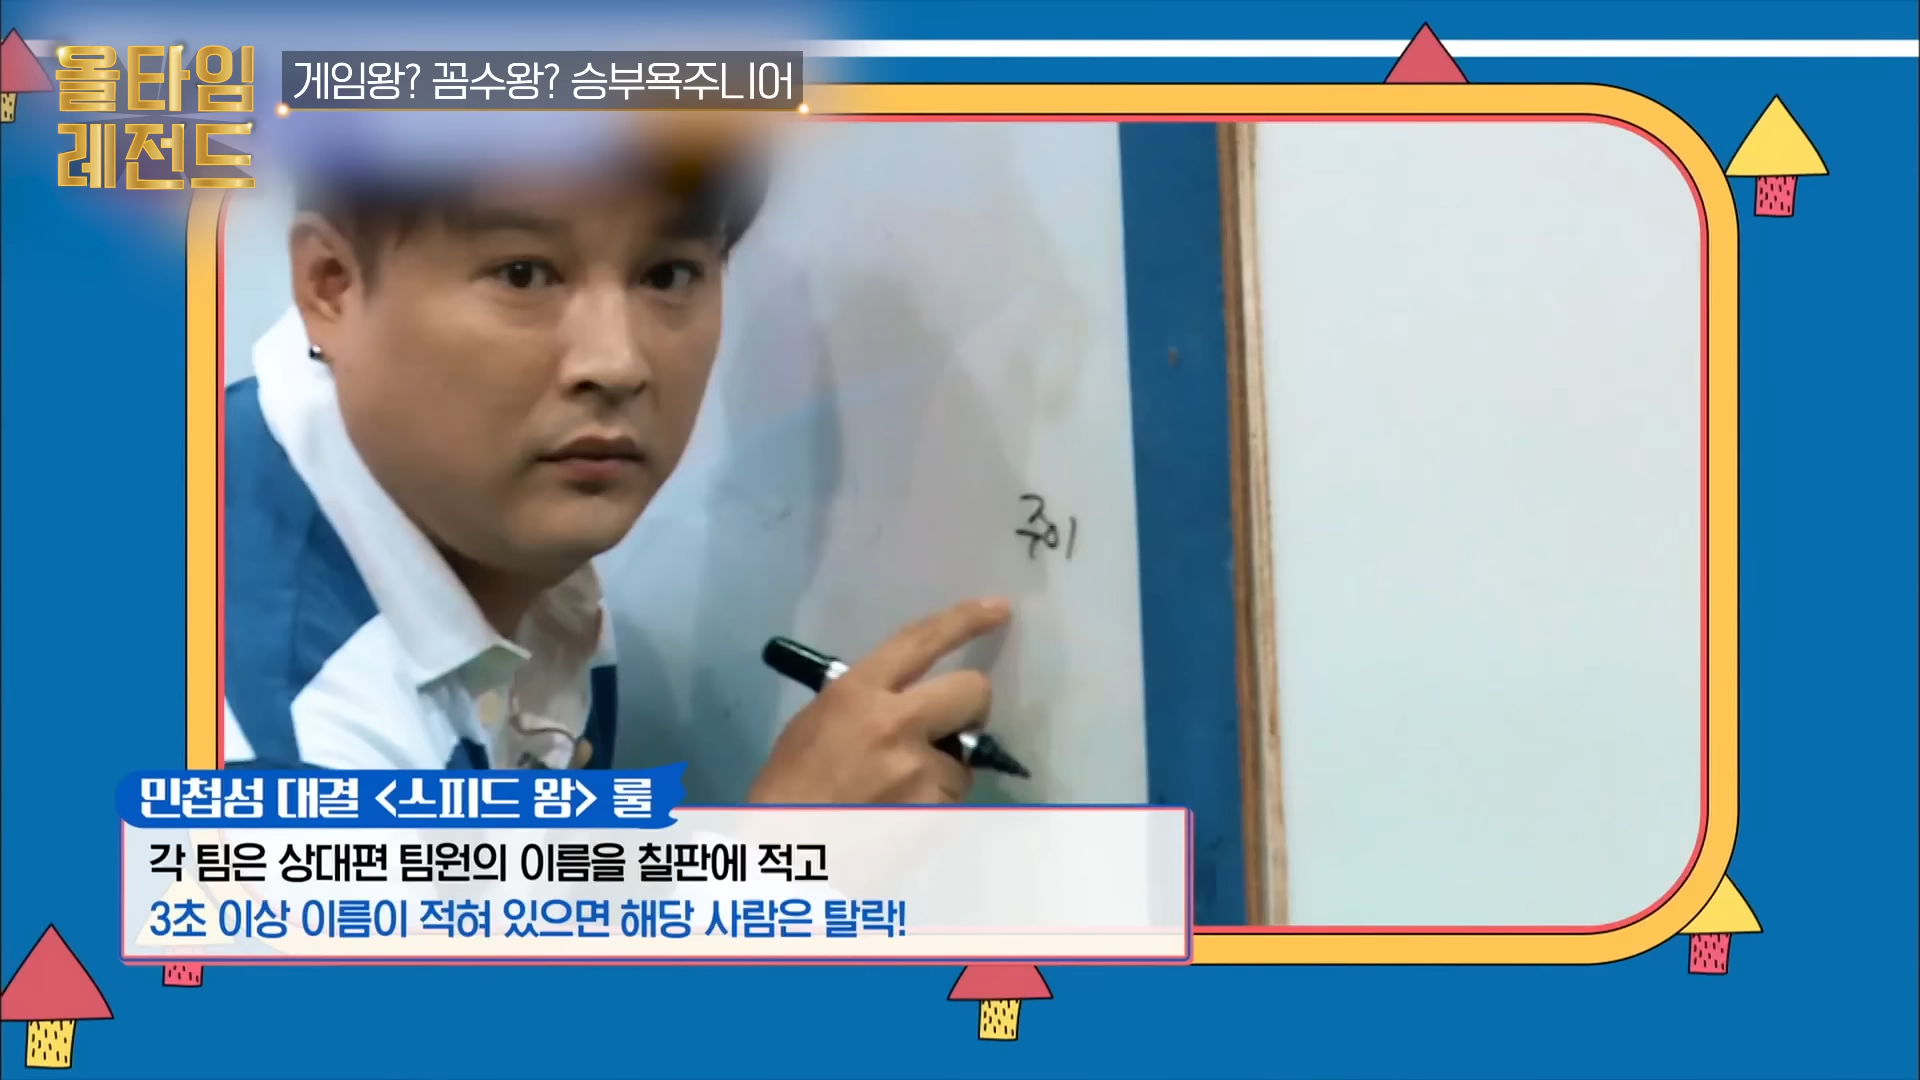 올타임
레전드
게임왕? 꼼수왕? 승부욕주니어
주이
민첩성 대결 <스피드 왕> 룰
각 팀은 상대편 팀원의 이름을 칠판에 적고
3초 이상 이름이 적혀 있으면 해당 사람은 탈락!